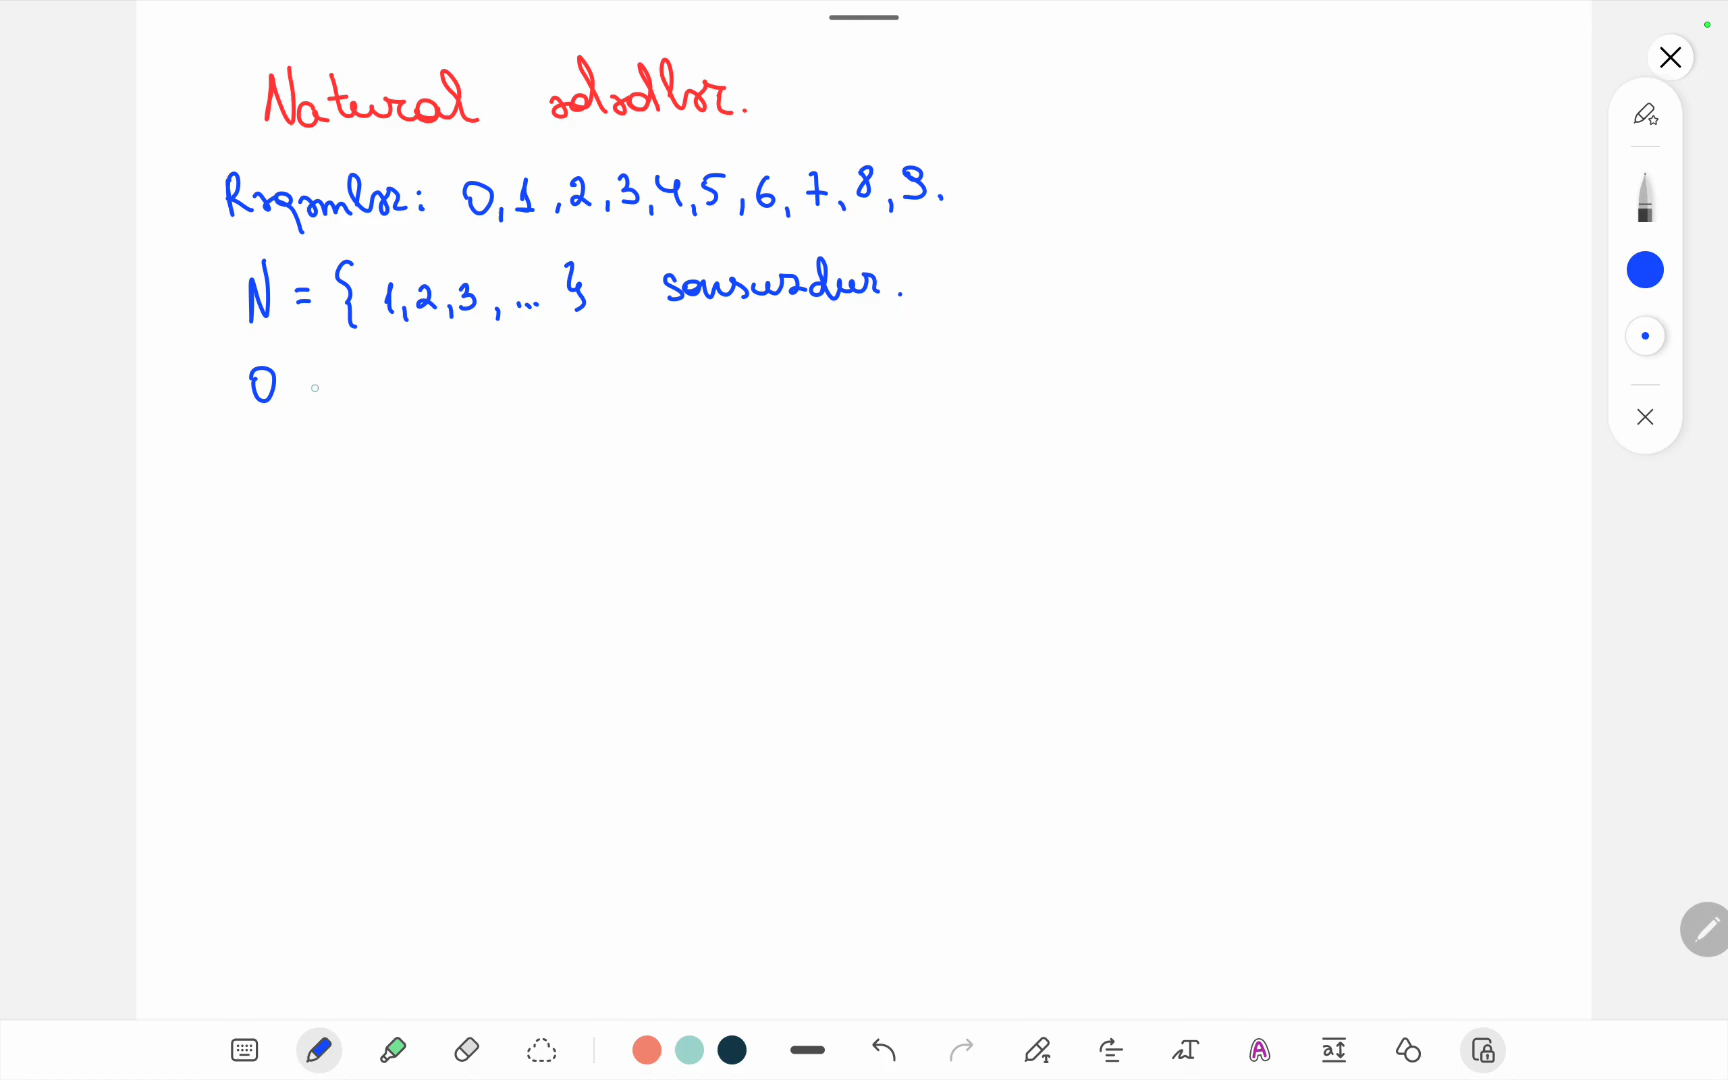 Natural ədədlər.
Rəqəmlər: 0, 1, 2, 3, 4, 5, 6, 7, 8, 9.
N = { 1, 2, 3, ... } sonsuzdur.
0